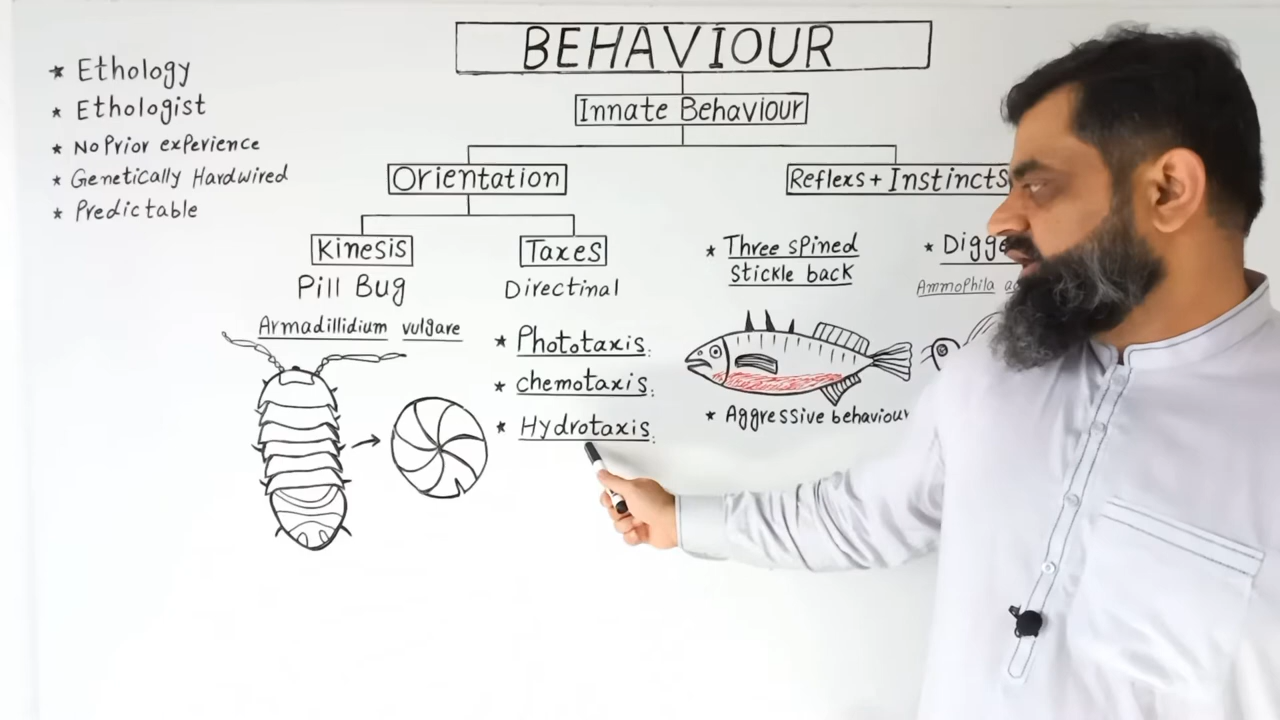 BEHAVIOUR
Innate Behaviour
* Ethology
* Ethologist
* No Prior experience
* Genetically Hardwired
* Predictable
Orientation
Reflexs + Instincts
Kinesis
Pill Bug
Armadillidium vulgare
Taxes
Directinal
* Phototaxis.
* chemotaxis.
* Hydrotaxis.
* Three spined
stickle back
* Aggressive behaviour
* Digge
Ammophila